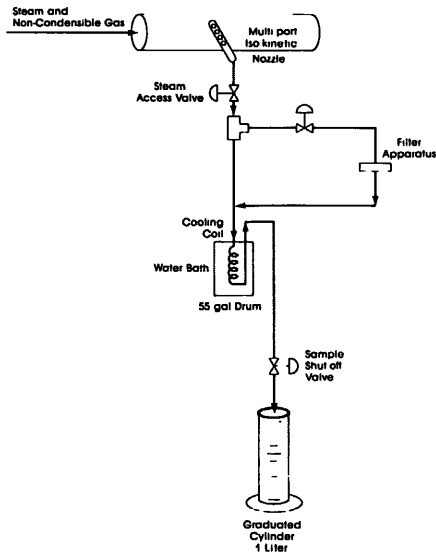 Steam and
Non-Condensible Gas
Multi port
Iso kinetic
Nozzle
Steam
Access Valve
Filter
Apparatus
Cooling
Coil
Water Bath
55 gal Drum
Sample
Shut off
Valve
Graduated
Cylinder
1 Liter